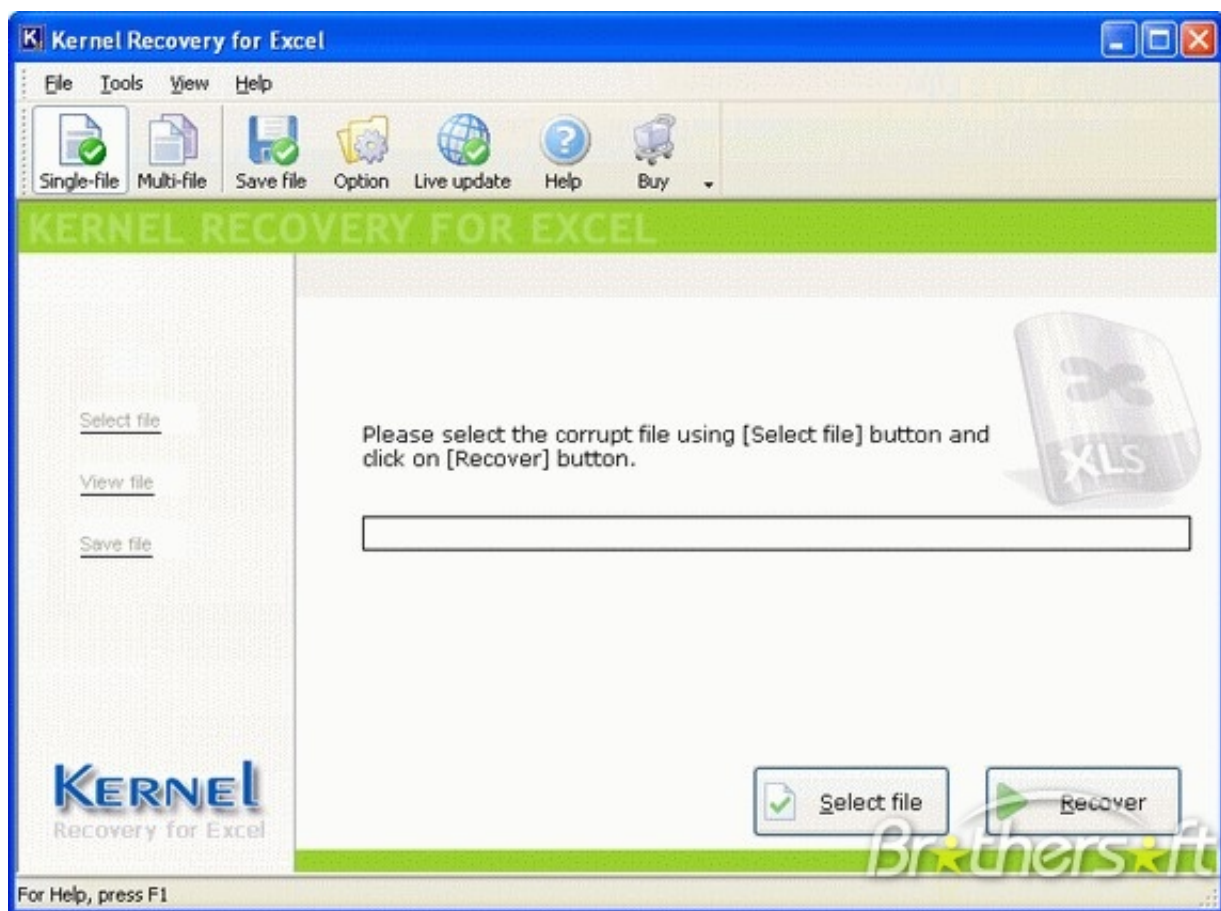 Kernel Recovery for Excel
File Tools View Help
Single-file Multi-file Save file Option Live update Help Buy
KERNEL RECOVERY FOR EXCEL
XLS
Select file
Please select the corrupt file using [Select file] button and
click on [Recover] button.
View file
Save file
KERNEL
Recovery for Excel
Select file Recover
Brothersoft
For Help, press F1